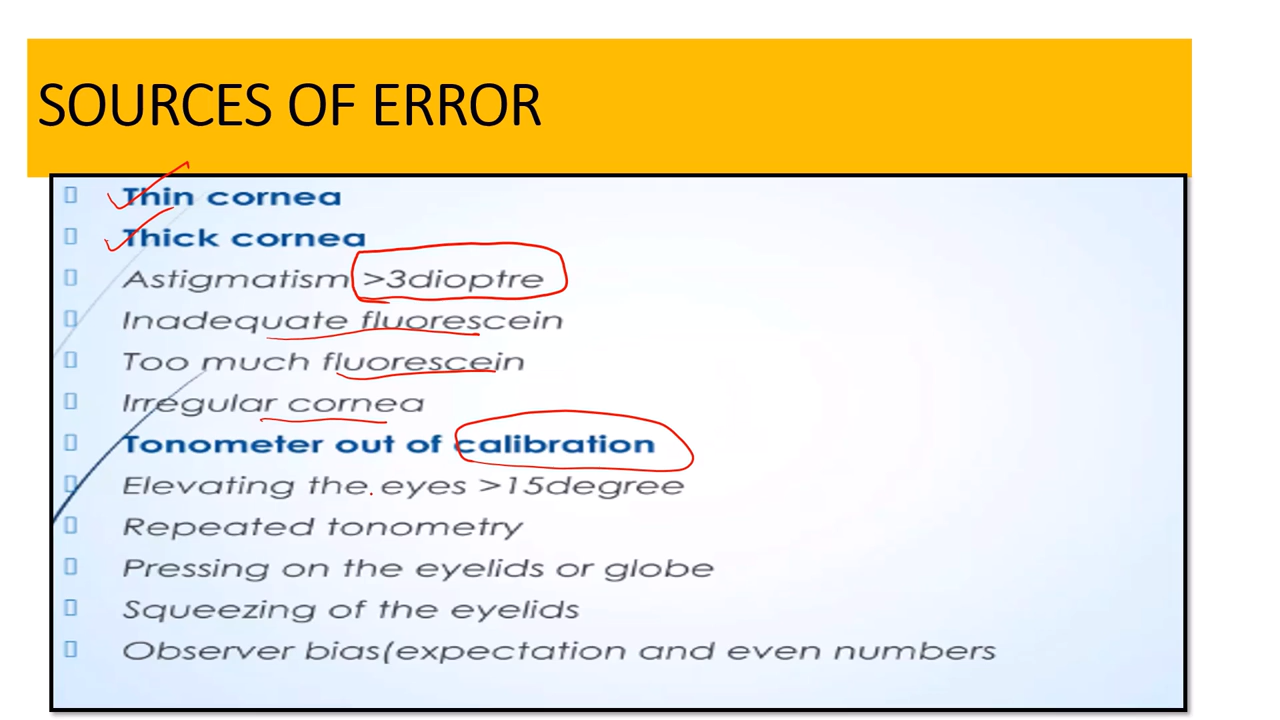 SOURCES OF ERROR
Thin cornea
Thick cornea
Astigmatism >3dioptre
Inadequate fluorescein
Too much fluorescein
Irregular cornea
Tonometer out of calibration
Elevating the eyes >15degree
Repeated tonometry
Pressing on the eyelids or globe
Squeezing of the eyelids
Observer bias(expectation and even numbers